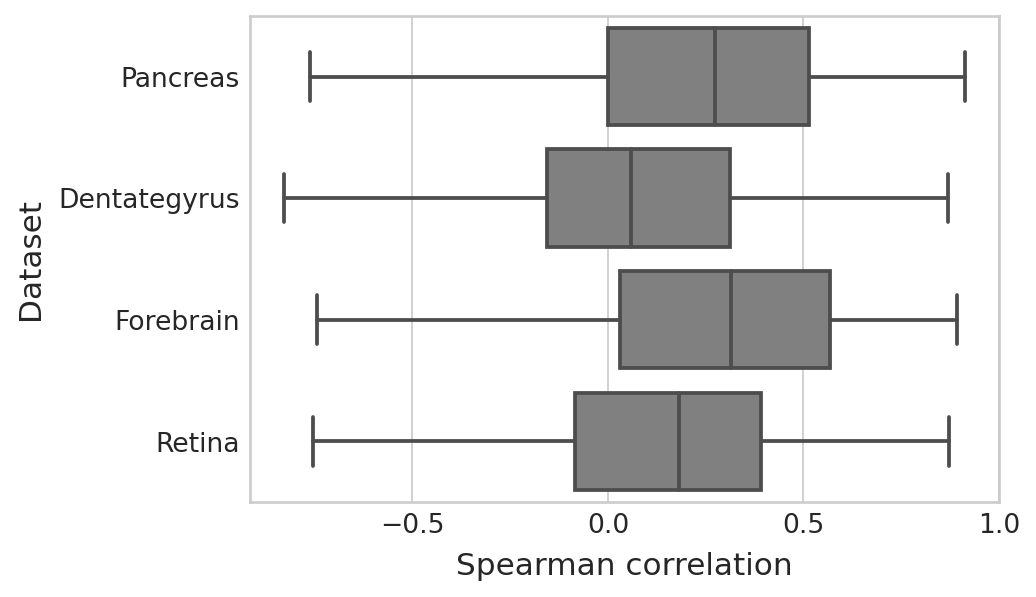 Pancreas
Dentategyrus
Forebrain
Retina
Dataset
−0.5 0.0 0.5 1.0
Spearman correlation